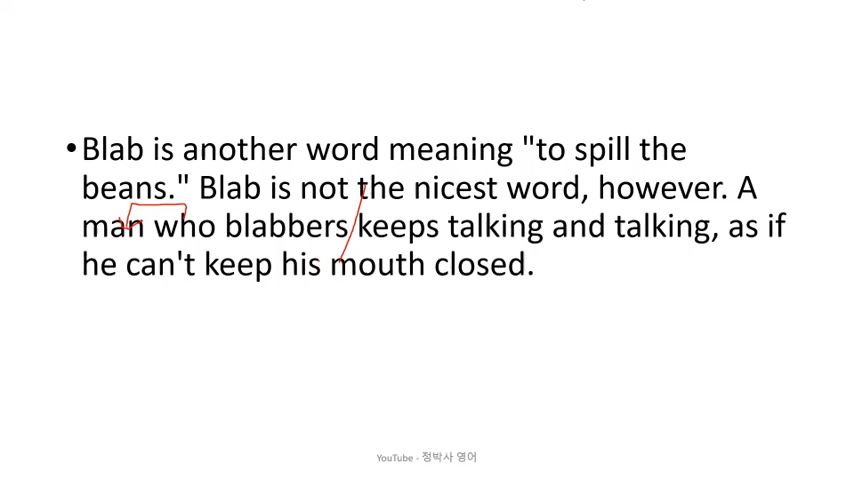 •Blab is another word meaning "to spill the
beans." Blab is not the nicest word, however. A
man who blabbers keeps talking and talking, as if
he can't keep his mouth closed.
YouTube - 정박사 영어